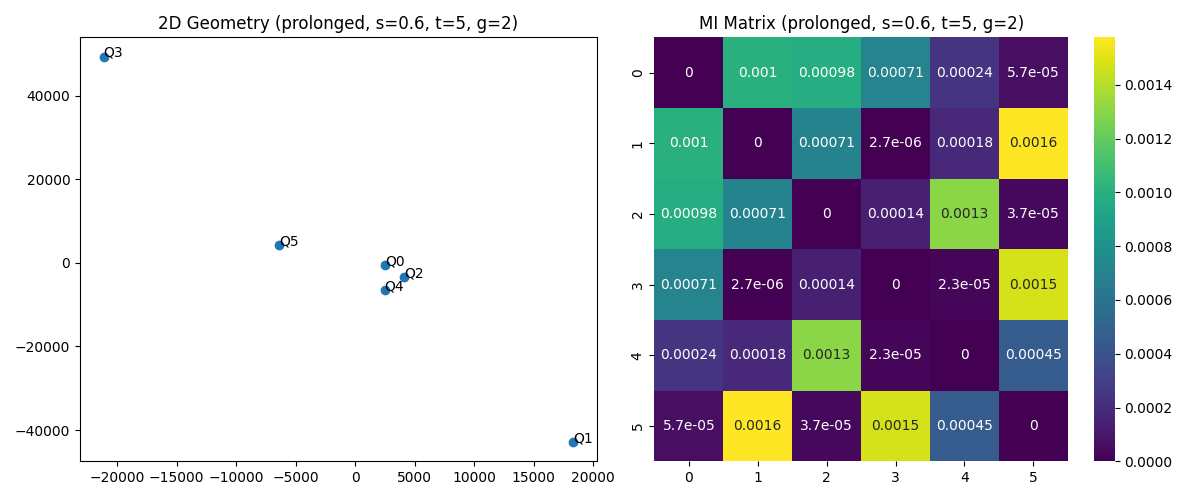 2D Geometry (prolonged, s=0.6, t=5, g=2)
Q3
Q5
Q0
Q2
Q4
Q1
40000
20000
0
−20000
−40000
−20000 −15000 −10000 −5000 0 5000 10000 15000 20000
MI Matrix (prolonged, s=0.6, t=5, g=2)
0 0 0.001 0.00098 0.00071 0.00024 5.7e-05
1 0.001 0 0.00071 2.7e-06 0.00018 0.0016
2 0.00098 0.00071 0 0.00014 0.0013 3.7e-05
3 0.00071 2.7e-06 0.00014 0 2.3e-05 0.0015
4 0.00024 0.00018 0.0013 2.3e-05 0 0.00045
5 5.7e-05 0.0016 3.7e-05 0.0015 0.00045 0
0 1 2 3 4 5
0.0014
0.0012
0.0010
0.0008
0.0006
0.0004
0.0002
0.0000